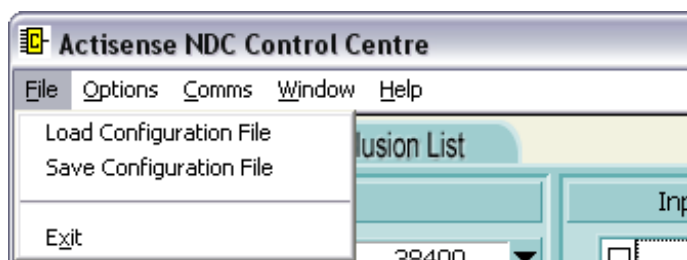 Actisense NDC Control Centre
File Options Comms Window Help
Load Configuration File
lusion List
Save Configuration File
Inp
Exit
38400